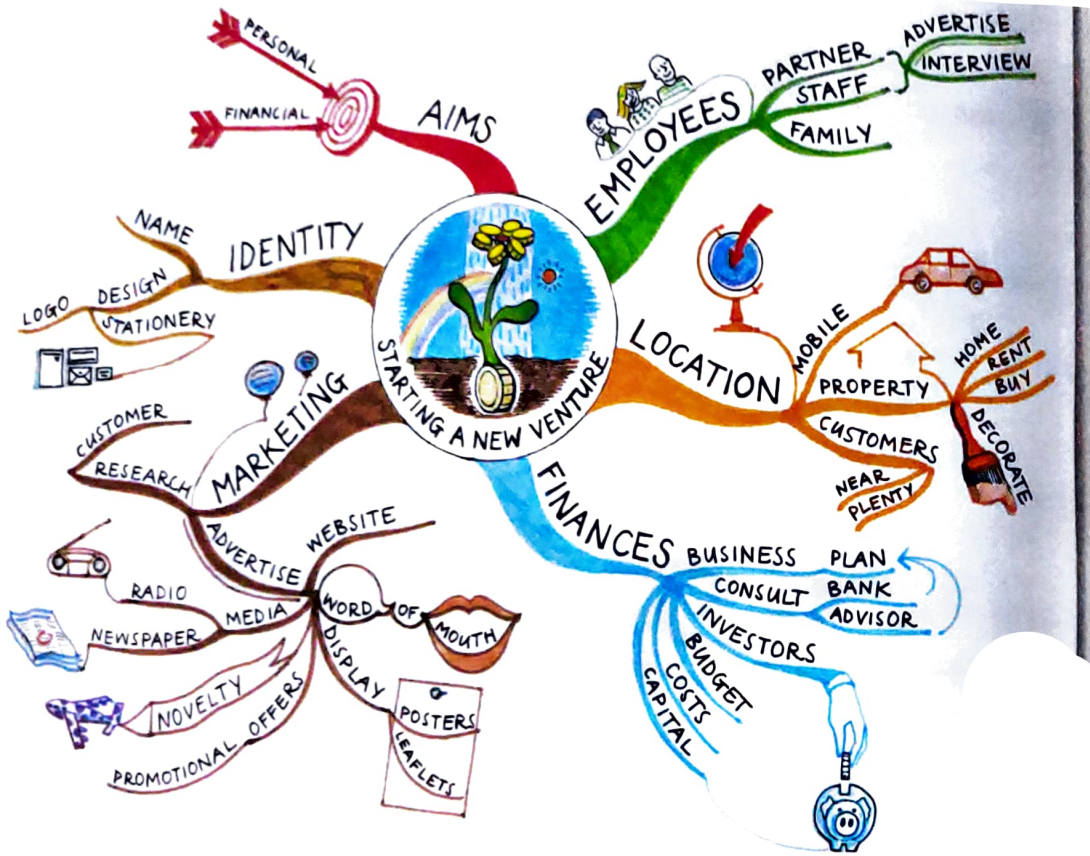 STARTING A NEW VENTURE
AIMS
PERSONAL
FINANCIAL
EMPLOYEES
PARTNER
STAFF
ADVERTISE
INTERVIEW
FAMILY
LOCATION
MOBILE
PROPERTY
HOME
RENT
BUY
DECORATE
CUSTOMERS
NEAR
PLENTY
FINANCES
BUSINESS PLAN
CONSULT
BANK
ADVISOR
INVESTORS
BUDGET
COSTS
CAPITAL
MARKETING
RESEARCH
CUSTOMER
ADVERTISE
WEBSITE
WORD OF MOUTH
DISPLAY
POSTERS
LEAFLETS
MEDIA
RADIO
NEWSPAPER
NOVELTY
PROMOTIONAL OFFERS
IDENTITY
NAME
DESIGN
LOGO
STATIONERY